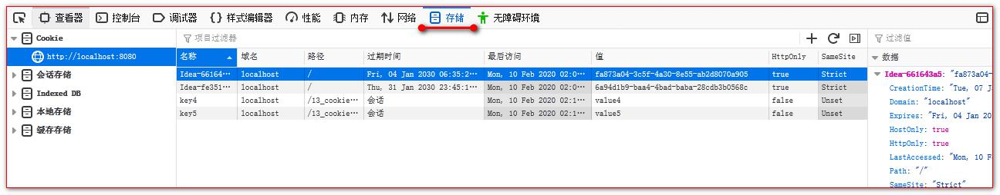 查看器 控制台 调试器 样式编辑器 性能 内存 网络 存储 无障碍环境
Cookie 项目过滤器 过滤值
http://localhost:8080 名称 域名 路径 过期时间 最后访问 值 HttpOnly SameSite 数据
会话存储 Idea-66164… localhost / Fri, 04 Jan 2030 06:35:2… Mon, 10 Feb 2020 02:0… fa873a04-3c5f-4a30-8e55-ab2d8070a905 true Strict Idea-661643a5: "fa873a04-
Indexed DB Idea-fe351… localhost / Thu, 31 Jan 2030 23:45:1… Mon, 10 Feb 2020 02:0… 6a94d1b9-baa4-4bad-baba-28cdb3b0568c true Strict CreationTime: "Tue, 07 J
本地存储 key4 localhost /13_cookie… 会话 Mon, 10 Feb 2020 02:1… value4 false Unset Domain: "localhost"
缓存存储 key5 localhost /13_cookie… 会话 Mon, 10 Feb 2020 02:1… value5 false Unset Expires: "Fri, 04 Jan 20
HostOnly: true
HttpOnly: true
LastAccessed: "Mon, 10 F
Path: "/"
SameSite: "Strict"